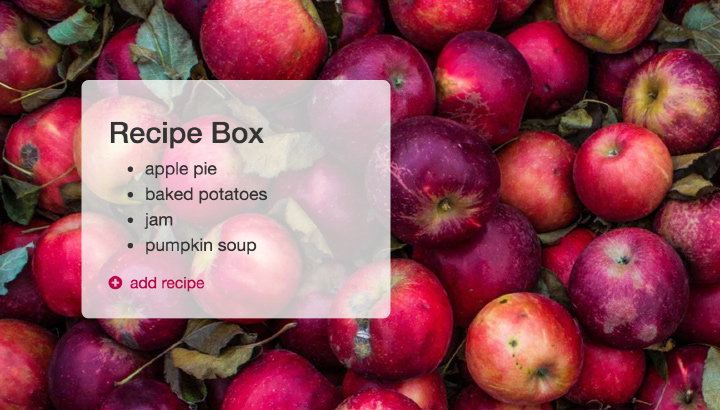 Recipe Box
apple pie
baked potatoes
jam
pumpkin soup
add recipe